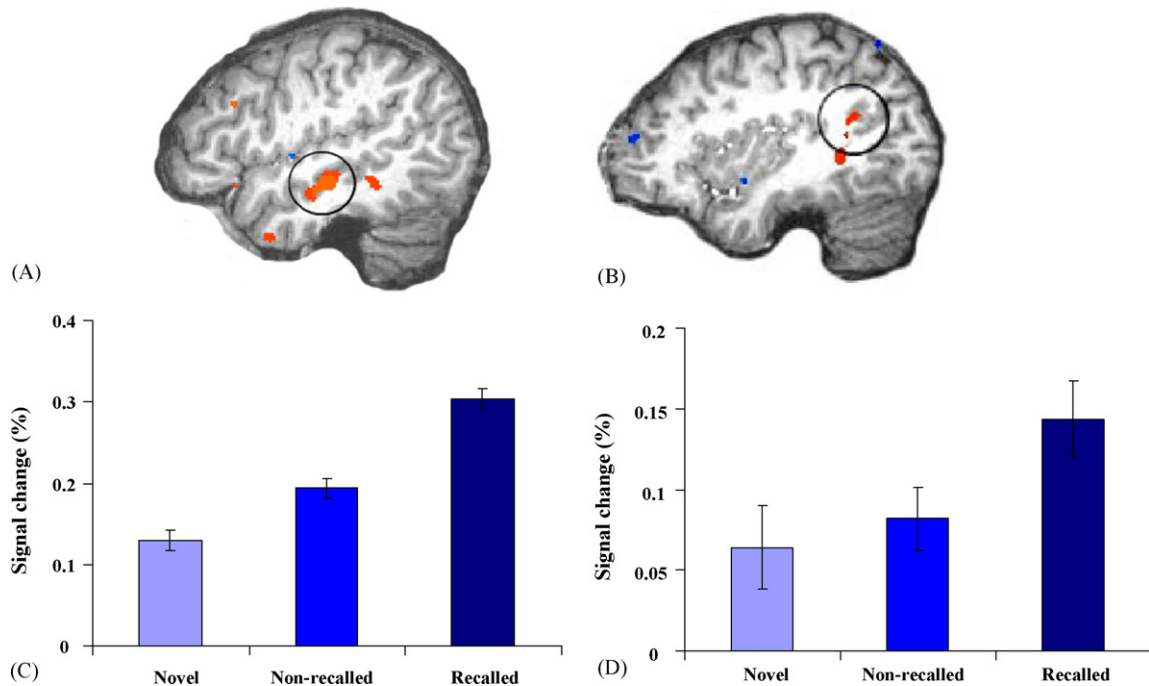 (A)
(B)
Signal change (%)
0.4
0.3
0.2
0.1
0
Novel Non-recalled Recalled
(C)
Signal change (%)
0.2
0.15
0.1
0.05
0
Novel Non-recalled Recalled
(D)